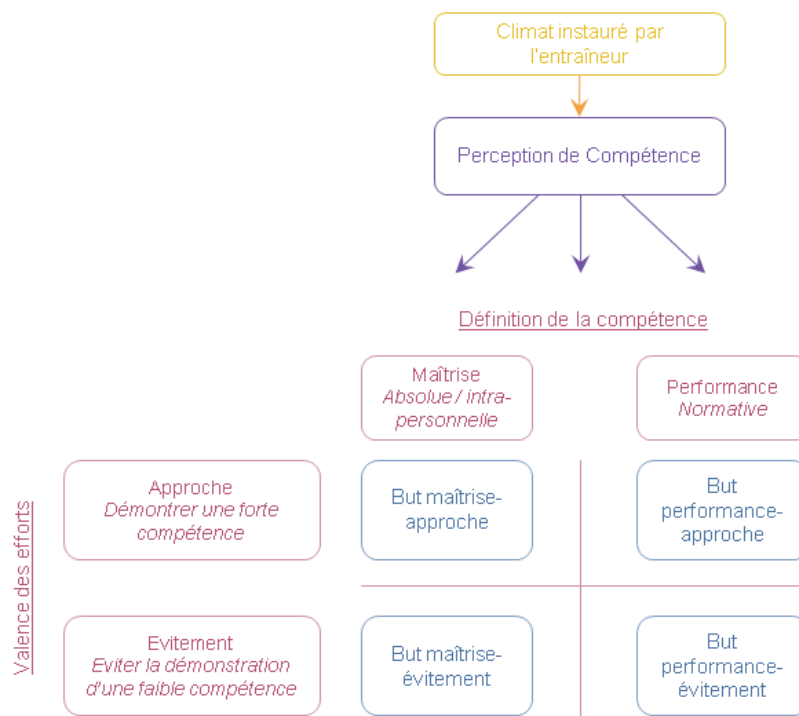 Climat instauré par
l'entraîneur
Perception de Compétence
Définition de la compétence
Maîtrise
Absolue / intra-
personnelle
Performance
Normative
Valence des efforts
Approche
Démontrer une forte
compétence
But maîtrise-
approche
But
performance-
approche
Evitement
Eviter la démonstration
d'une faible compétence
But maîtrise-
évitement
But
performance-
évitement